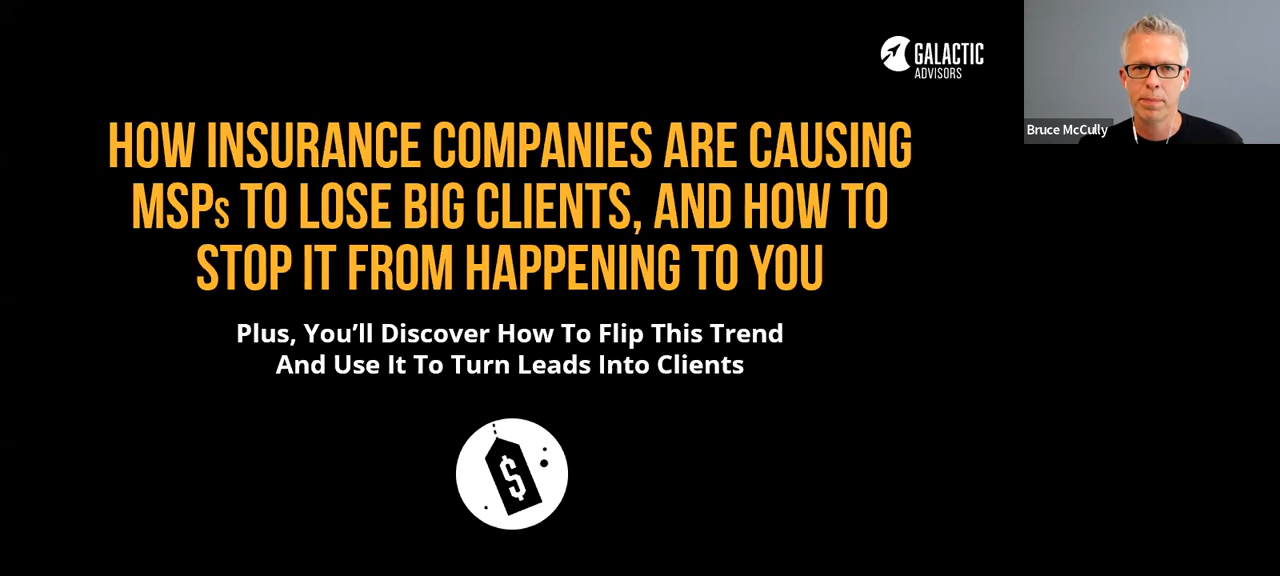 GALACTIC
ADVISORS
Bruce McCully
HOW INSURANCE COMPANIES ARE CAUSING
MSPs TO LOSE BIG CLIENTS, AND HOW TO
STOP IT FROM HAPPENING TO YOU
Plus, You'll Discover How To Flip This Trend
And Use It To Turn Leads Into Clients
$